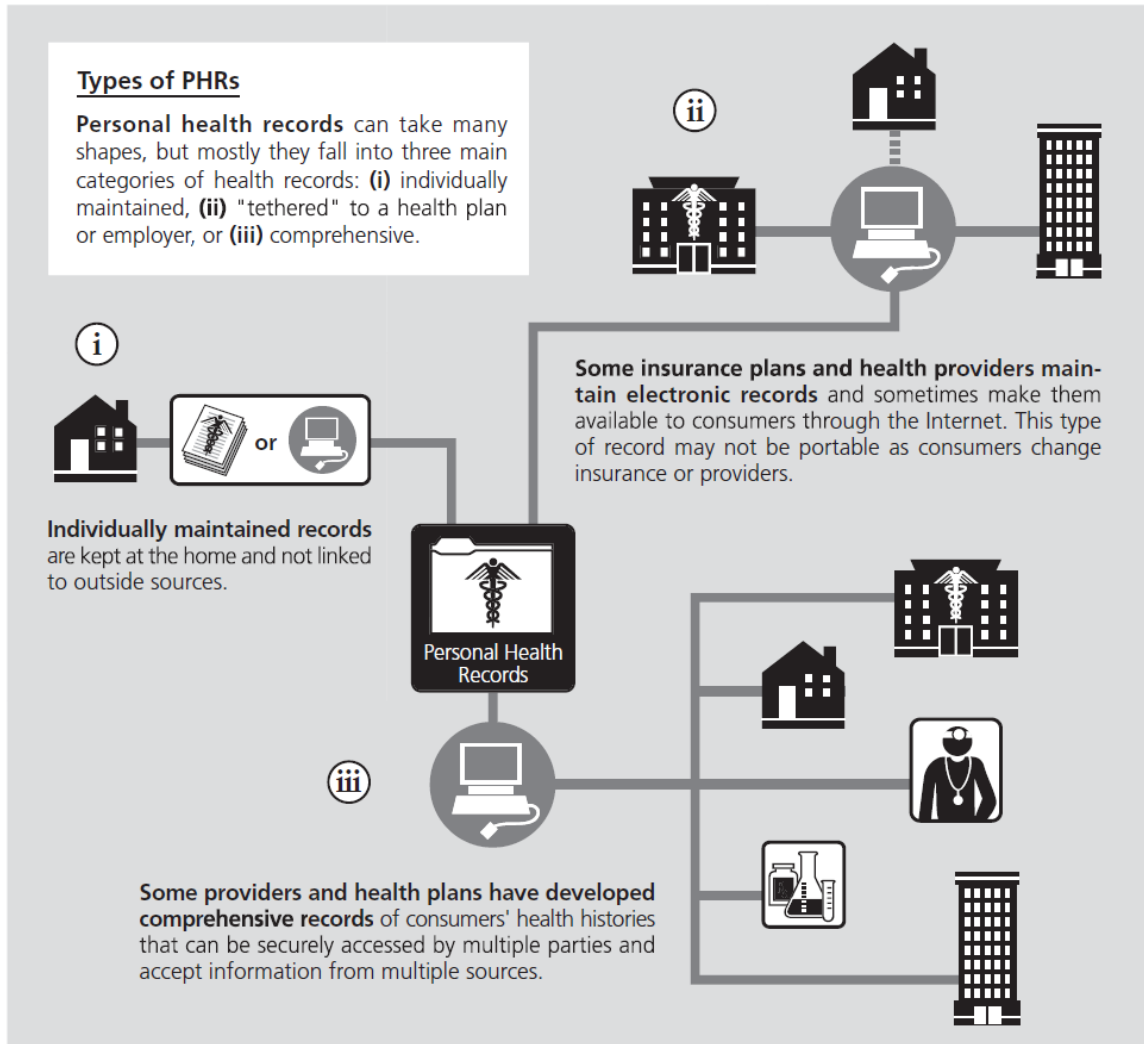 Types of PHRs
Personal health records can take many
shapes, but mostly they fall into three main
categories of health records: (i) individually
maintained, (ii) "tethered" to a health plan
or employer, or (iii) comprehensive.
ii
i
or
Some insurance plans and health providers main-
tain electronic records and sometimes make them
available to consumers through the Internet. This type
of record may not be portable as consumers change
insurance or providers.
Individually maintained records
are kept at the home and not linked
to outside sources.
Personal Health
Records
iii
Some providers and health plans have developed
comprehensive records of consumers' health histories
that can be securely accessed by multiple parties and
accept information from multiple sources.